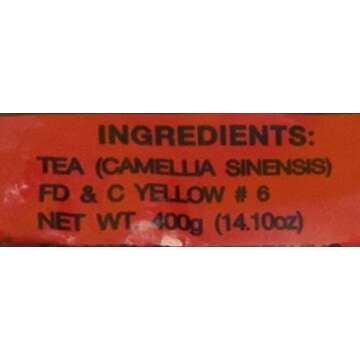 INGREDIENTS:
TEA (CAMELLIA SINENSIS)
FD & C YELLOW # 6
NET WT. 400g (14.10oz)